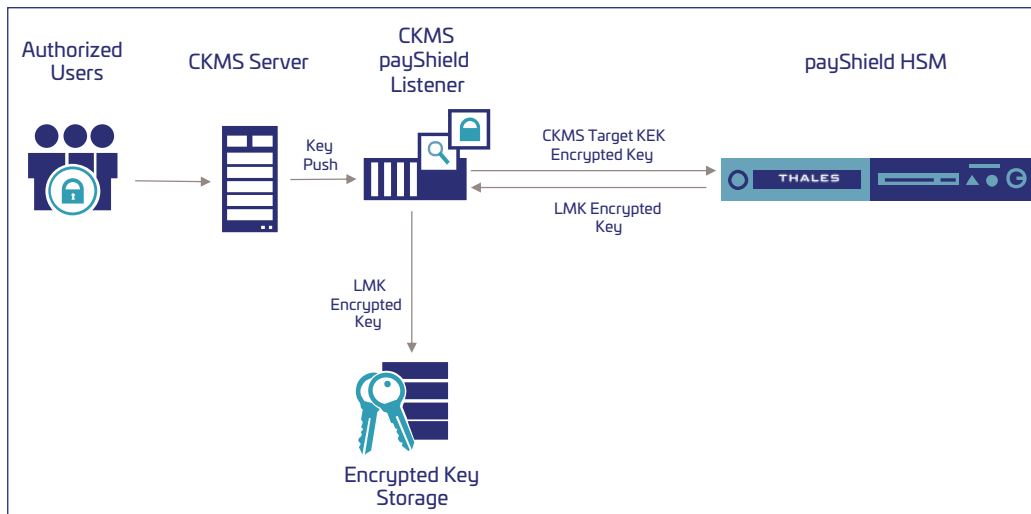 Authorized
Users
CKMS Server
CKMS
payShield
Listener
payShield HSM
Key
Push
CKMS Target KEK
Encrypted Key
THALES
LMK Encrypted
Key
LMK
Encrypted
Key
Encrypted Key
Storage